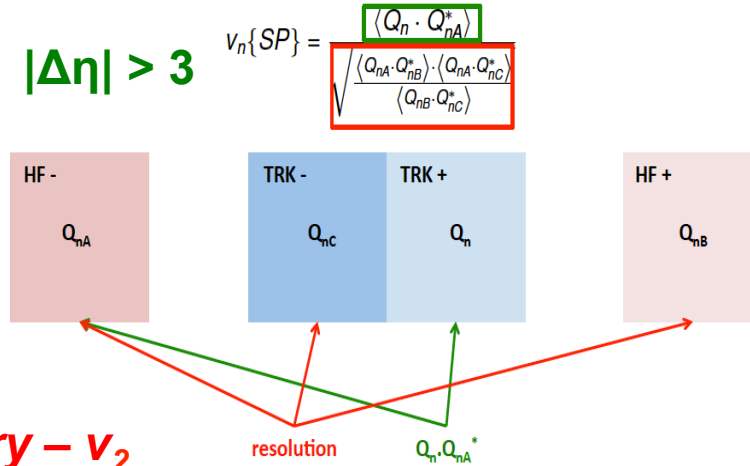 |Δη| > 3
v_n{SP} = ⟨Q_n · Q*_nA⟩ / √(⟨Q_nA·Q*_nB⟩·⟨Q_nA·Q*_nC⟩ / ⟨Q_nB·Q*_nC⟩)
HF - TRK - TRK + HF +
Q_nA Q_nC Q_n Q_nB
ry – v_2 resolution Q_n.Q_nA*